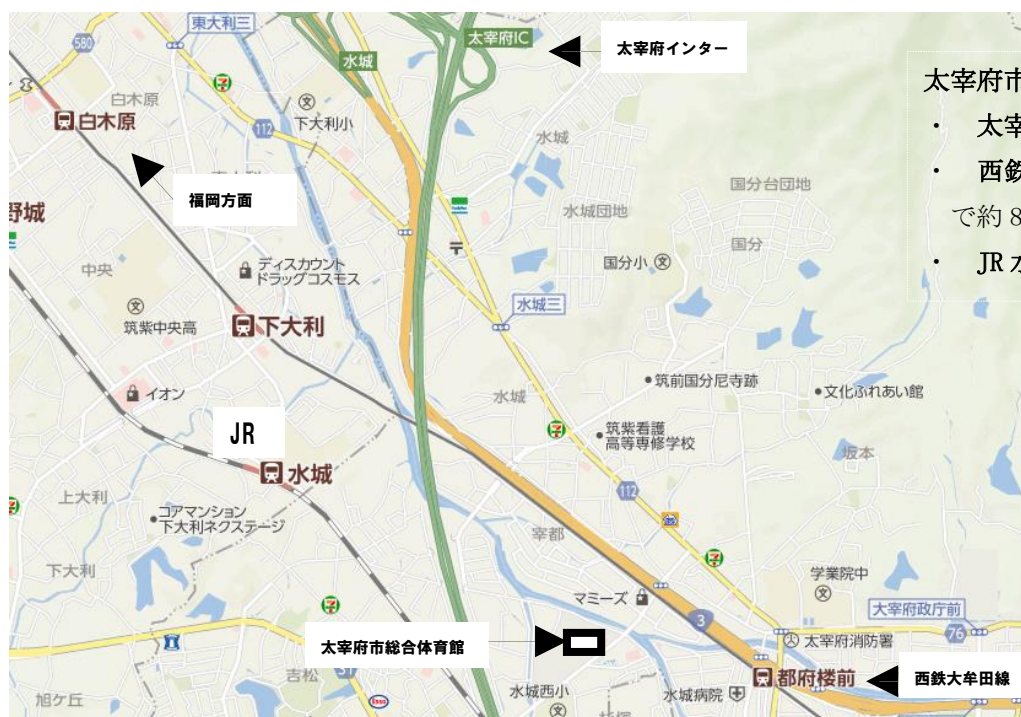 東大利三
太宰府IC
太宰府インター
580
水城
白木原
白木原
112
下大利小
水城
太宰府市
・ 太宰
・ 西鉄
で約8
・ JR水
福岡方面
国分台団地
野城
水城団地
国分
中央
ディスカウント
ドラッグコスモス
国分小
筑紫中央高
下大利
水城三
筑前国分尼寺跡
文化ふれあい館
イオン
水城
JR
筑紫看護
高等専修学校
坂本
水城
上大利
112
コアマンション
下大利ネクステージ
宰都
下大利
学業院中
マミーズ
大宰府政庁前
3
76
太宰府市総合体育館
太宰府消防署
吉松
31
都府楼前
西鉄大牟田線
旭ケ丘
Esso
水城西小
水城病院